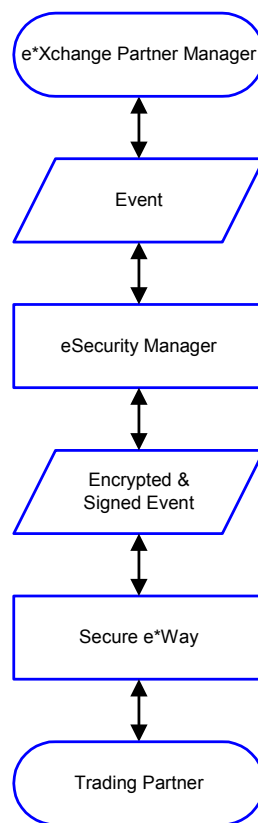 e*Xchange Partner Manager
Event
eSecurity Manager
Encrypted &
Signed Event
Secure e*Way
Trading Partner